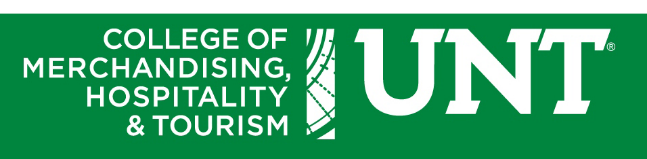 COLLEGE OF
MERCHANDISING,
HOSPITALITY
& TOURISM
UNT®